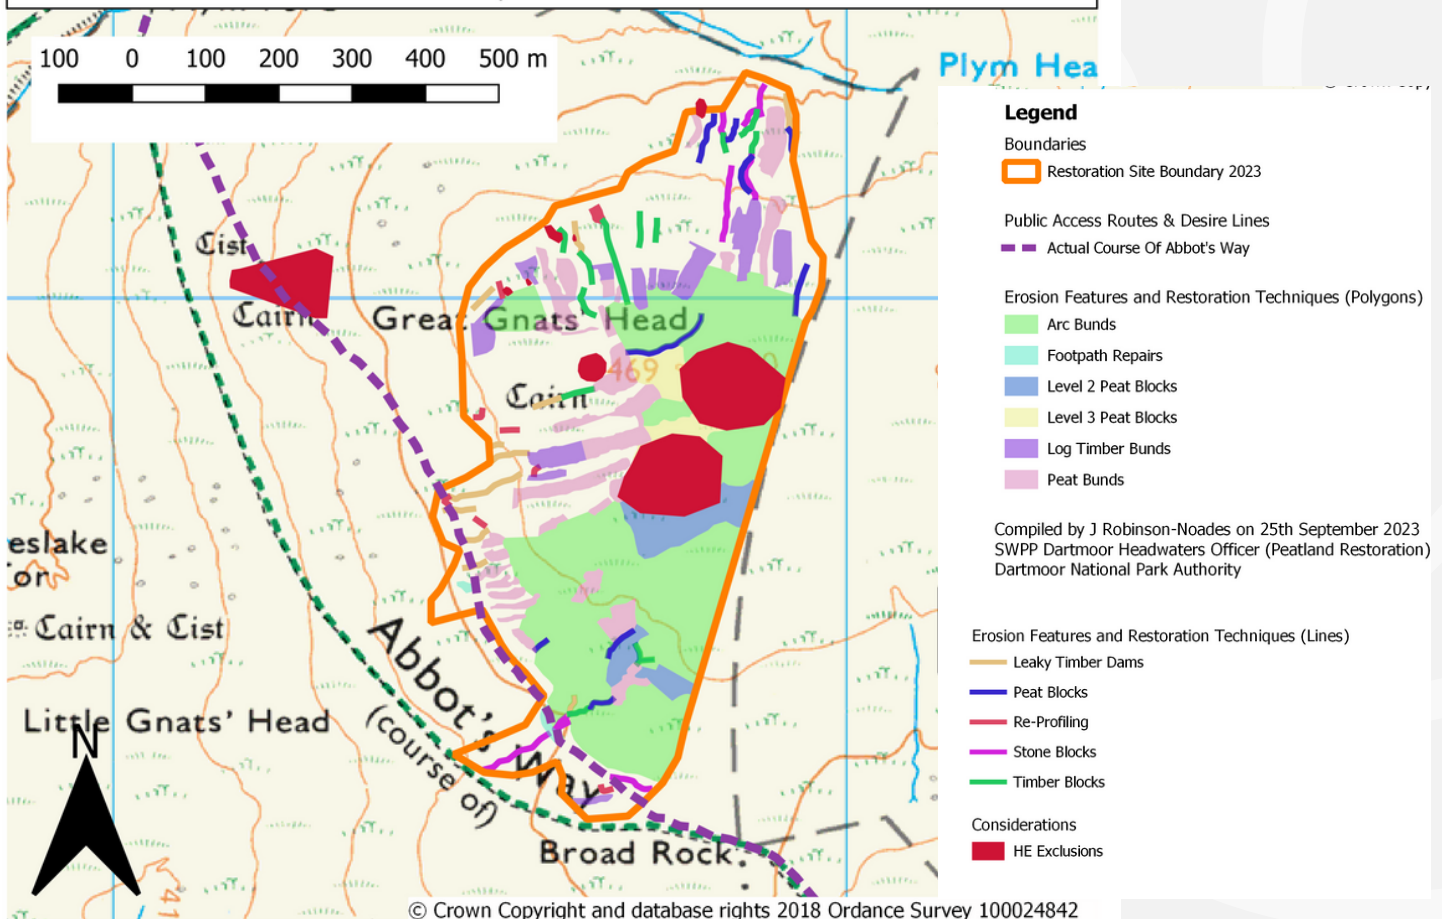 100 0 100 200 300 400 500 m
Plym Hea
Legend
Boundaries
Restoration Site Boundary 2023
Public Access Routes & Desire Lines
Actual Course Of Abbot's Way
Erosion Features and Restoration Techniques (Polygons)
Arc Bunds
Footpath Repairs
Level 2 Peat Blocks
Level 3 Peat Blocks
Log Timber Bunds
Peat Bunds
Compiled by J Robinson-Noades on 25th September 2023
SWPP Dartmoor Headwaters Officer (Peatland Restoration)
Dartmoor National Park Authority
Erosion Features and Restoration Techniques (Lines)
Leaky Timber Dams
Peat Blocks
Re-Profiling
Stone Blocks
Timber Blocks
Considerations
HE Exclusions
Cist
Cairn
Great Gnats' Head
469
Cairn
eslake
or
Cairn & Cist
Abbot's Way
(course of)
Little Gnats' Head
N
Broad Rock
41
© Crown Copyright and database rights 2018 Ordance Survey 100024842